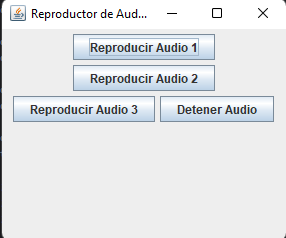 Reproductor de Aud...
Reproducir Audio 1
Reproducir Audio 2
Reproducir Audio 3 Detener Audio